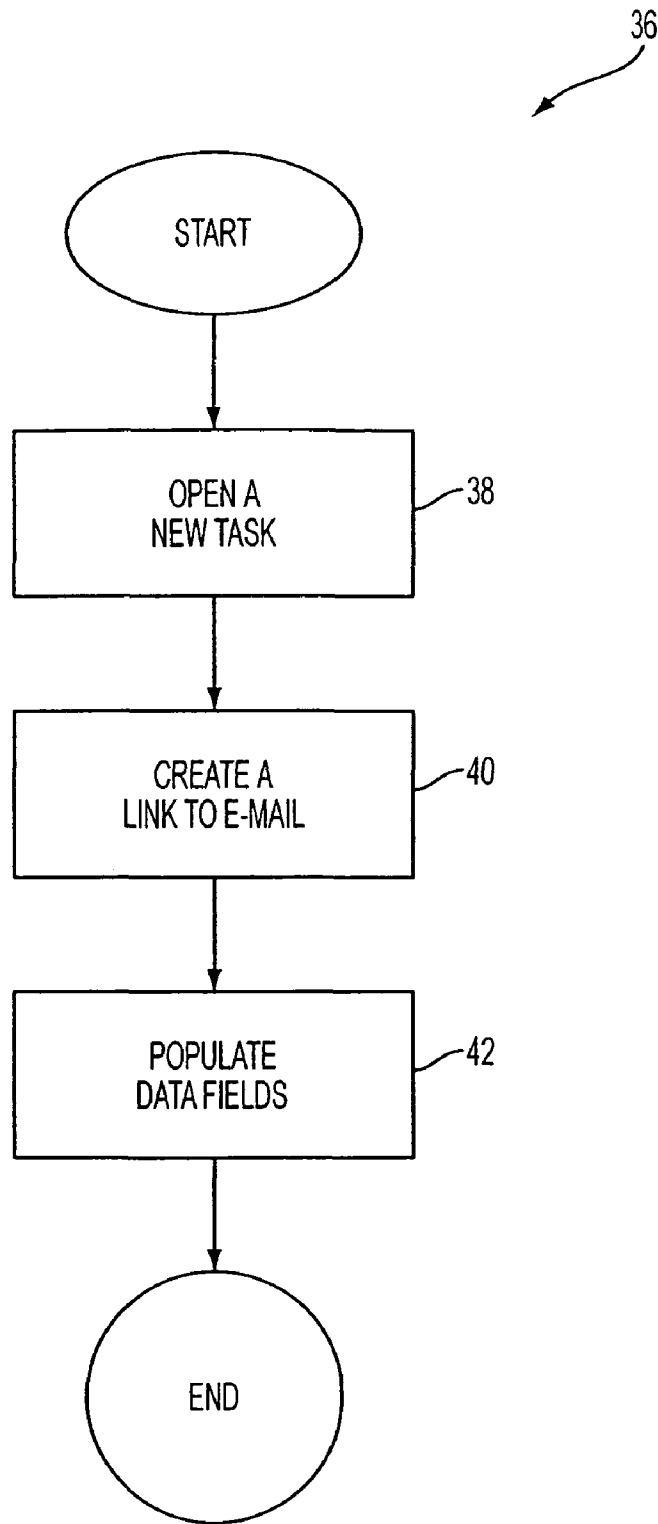 36
START
OPEN A
NEW TASK
38
CREATE A
LINK TO E-MAIL
40
POPULATE
DATA FIELDS
42
END